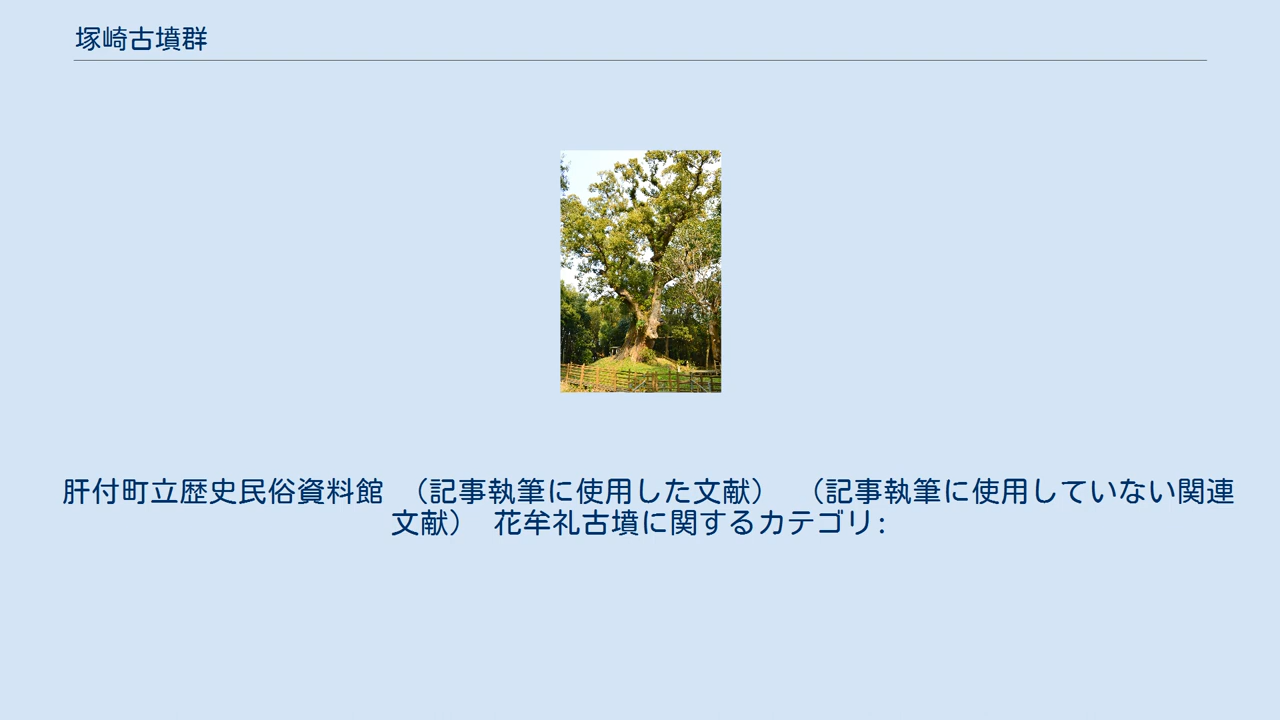 塚崎古墳群
肝付町立歴史民俗資料館 （記事執筆に使用した文献） （記事執筆に使用していない関連
文献） 花牟礼古墳に関するカテゴリ: